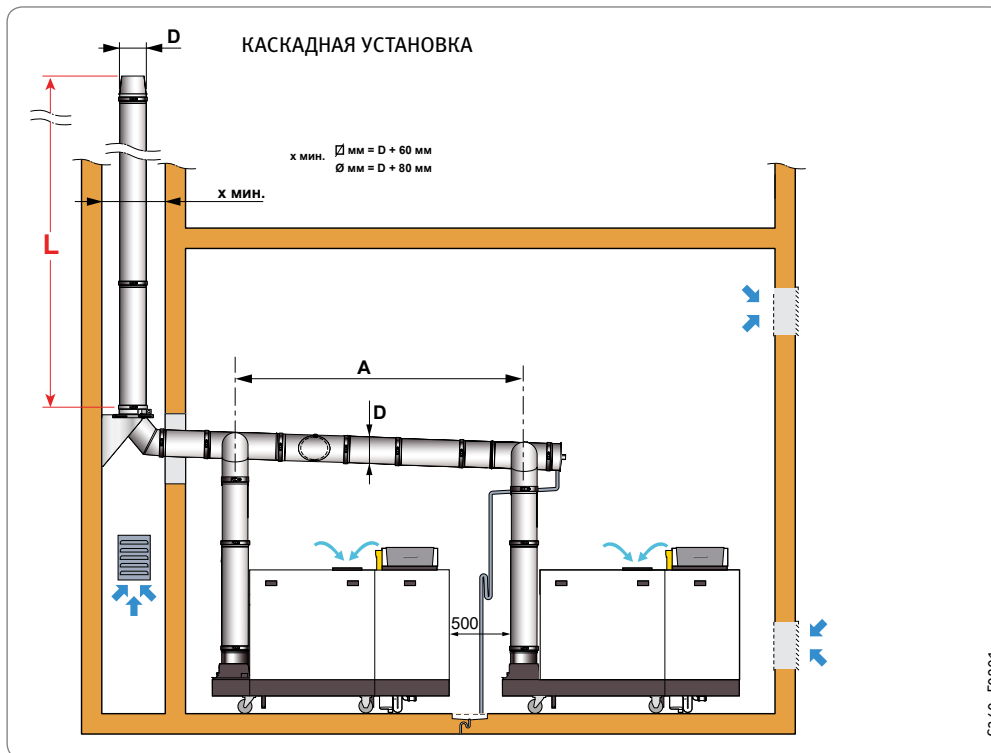 D
КАСКАДНАЯ УСТАНОВКА
x мин.
⍁ мм = D + 60 мм
Ø мм = D + 80 мм
x мин.
L
A
D
500